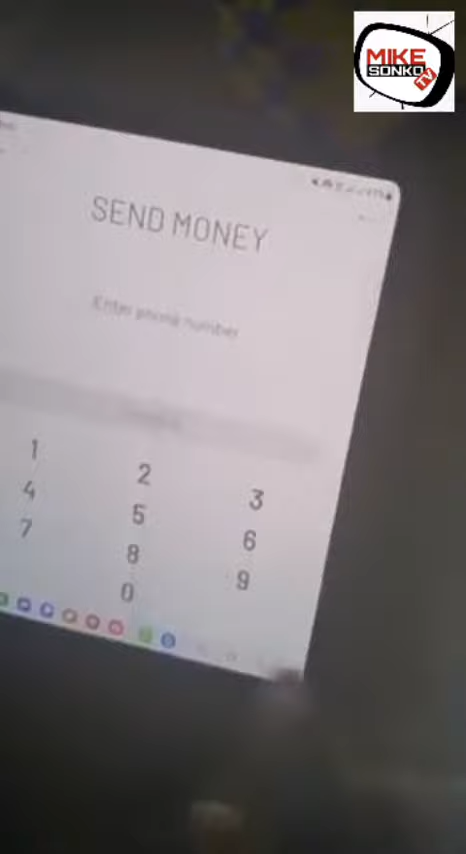 MIKE
SONKO
TV
SEND MONEY
Enter phone number
1 2 3
4 5 6
7 8 9
0